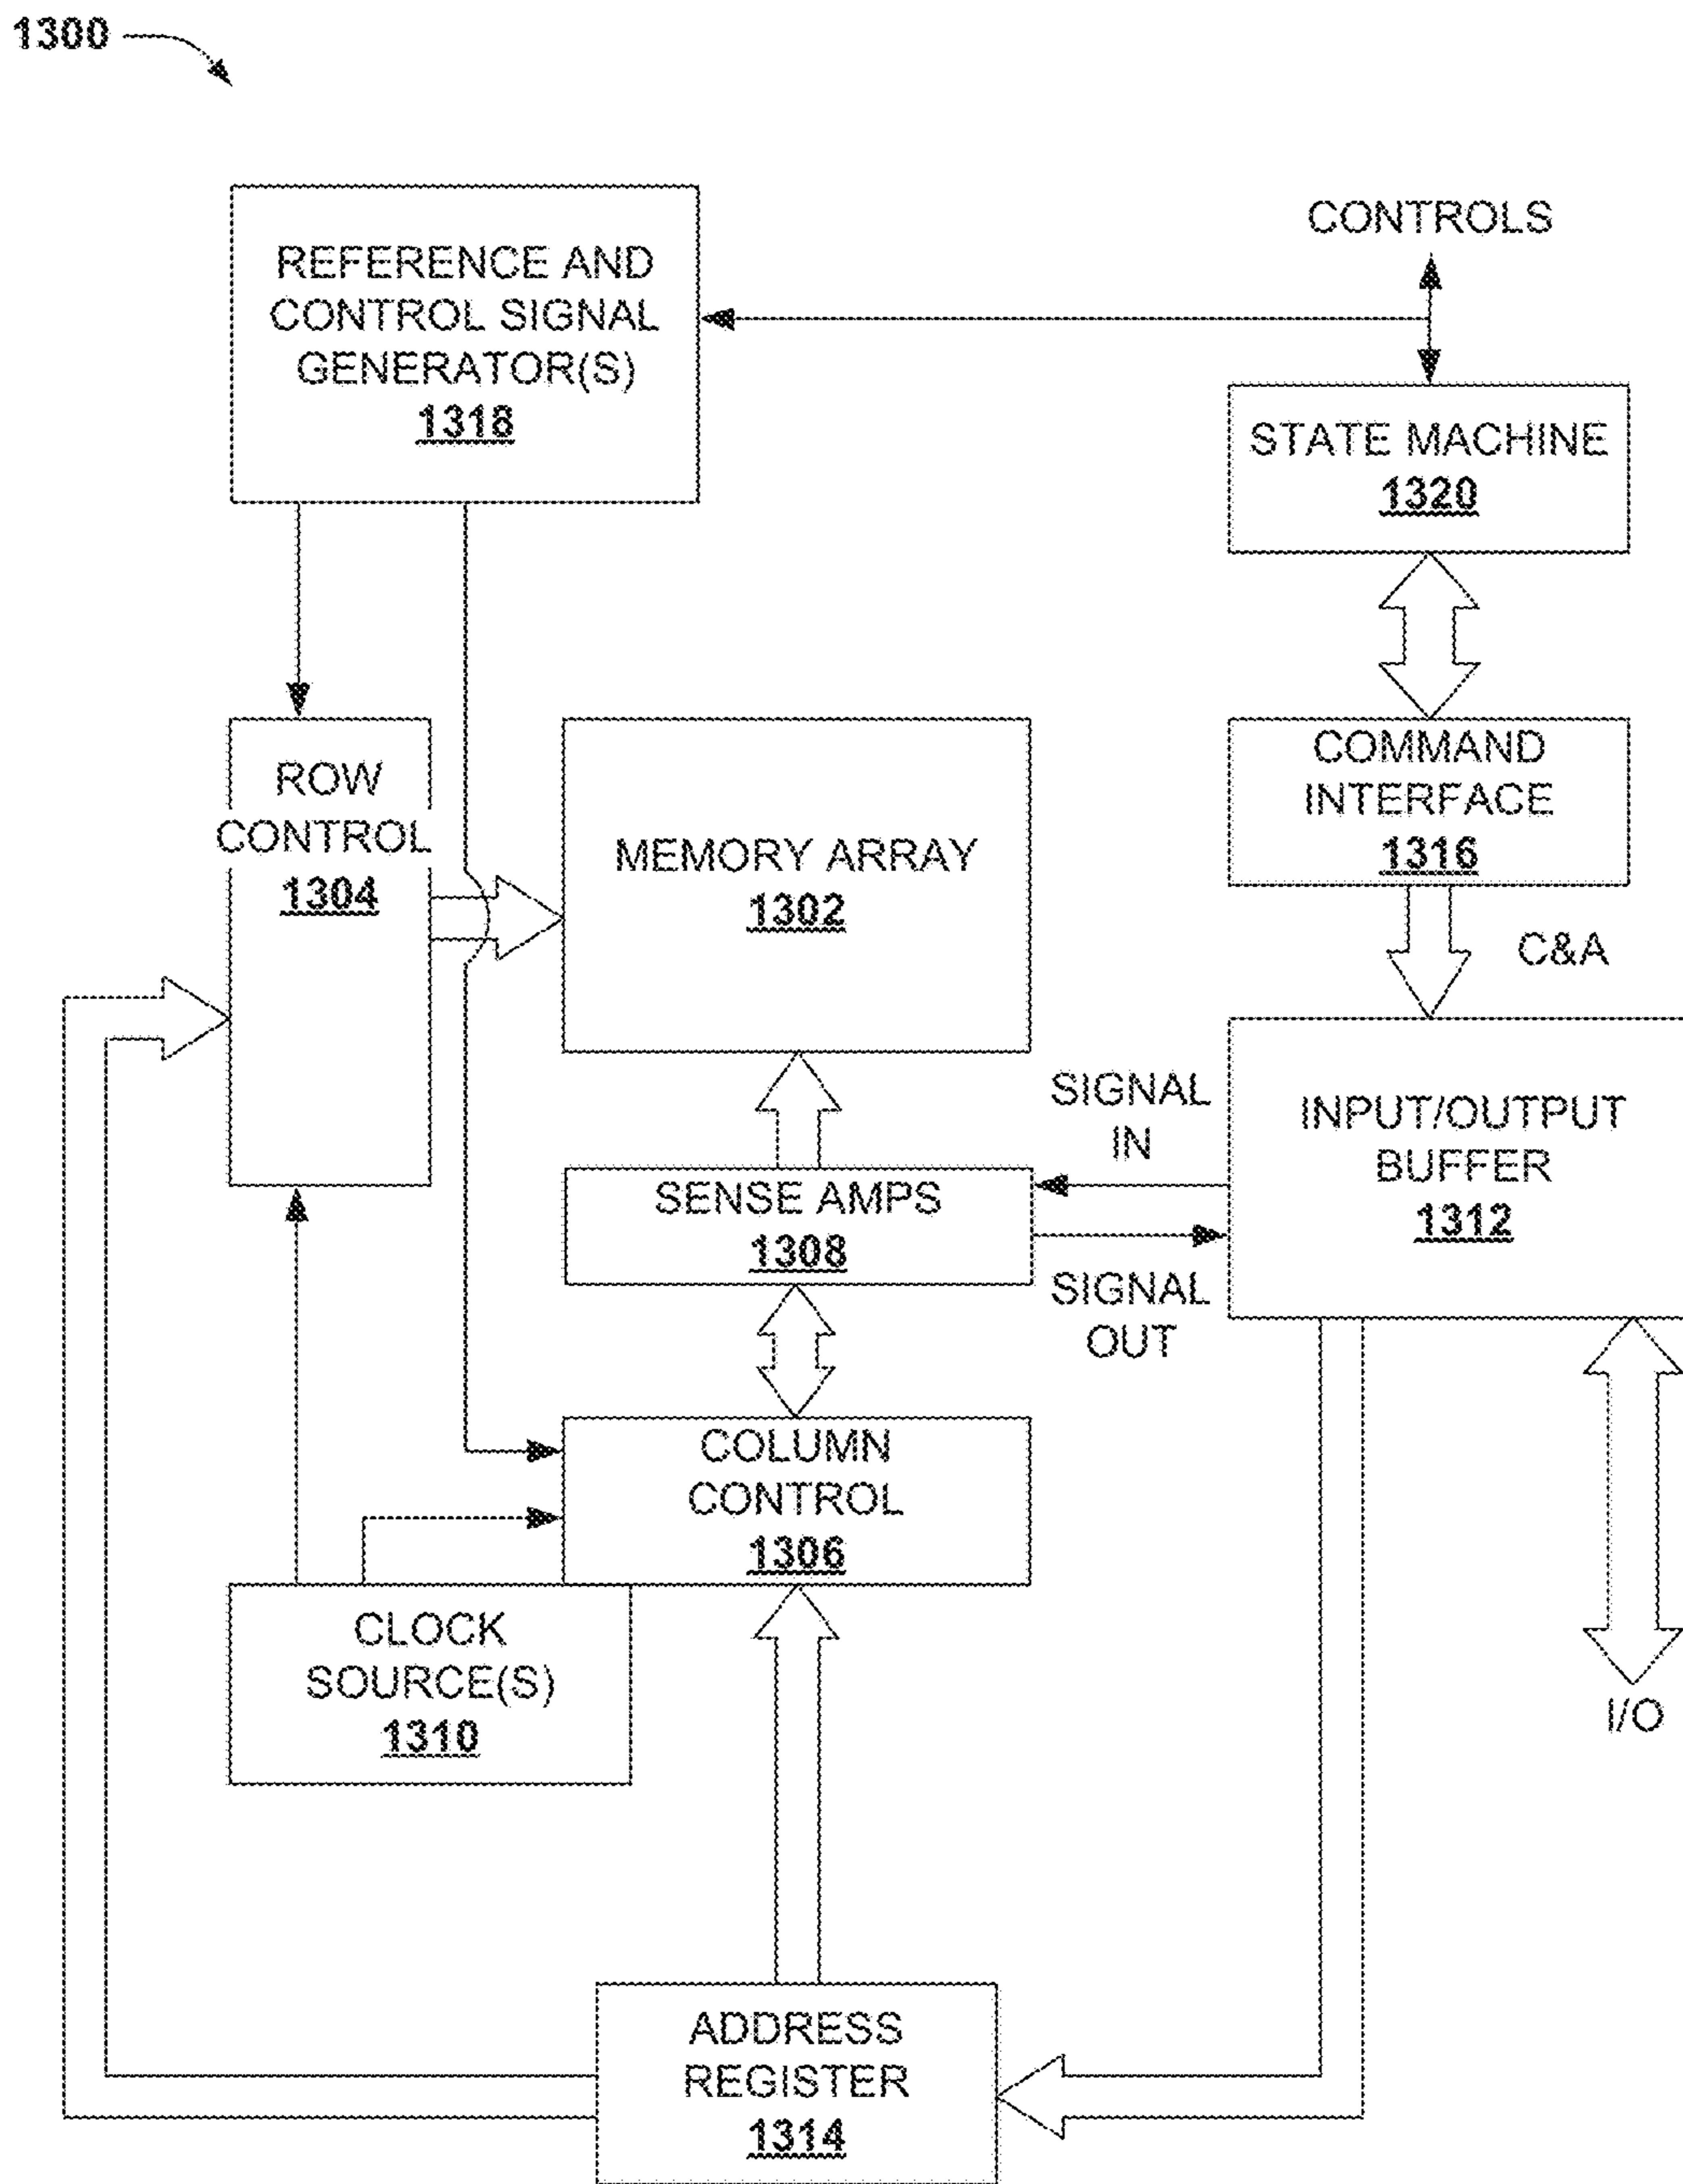 1300
CONTROLS
REFERENCE AND
CONTROL SIGNAL
GENERATOR(S)
1318
STATE MACHINE
1320
ROW
CONTROL
1304
MEMORY ARRAY
1302
COMMAND
INTERFACE
1316
C&A
SIGNAL
IN
INPUT/OUTPUT
BUFFER
1312
SENSE AMPS
1308
SIGNAL
OUT
COLUMN
CONTROL
1306
CLOCK
SOURCE(S)
1310
I/O
ADDRESS
REGISTER
1314